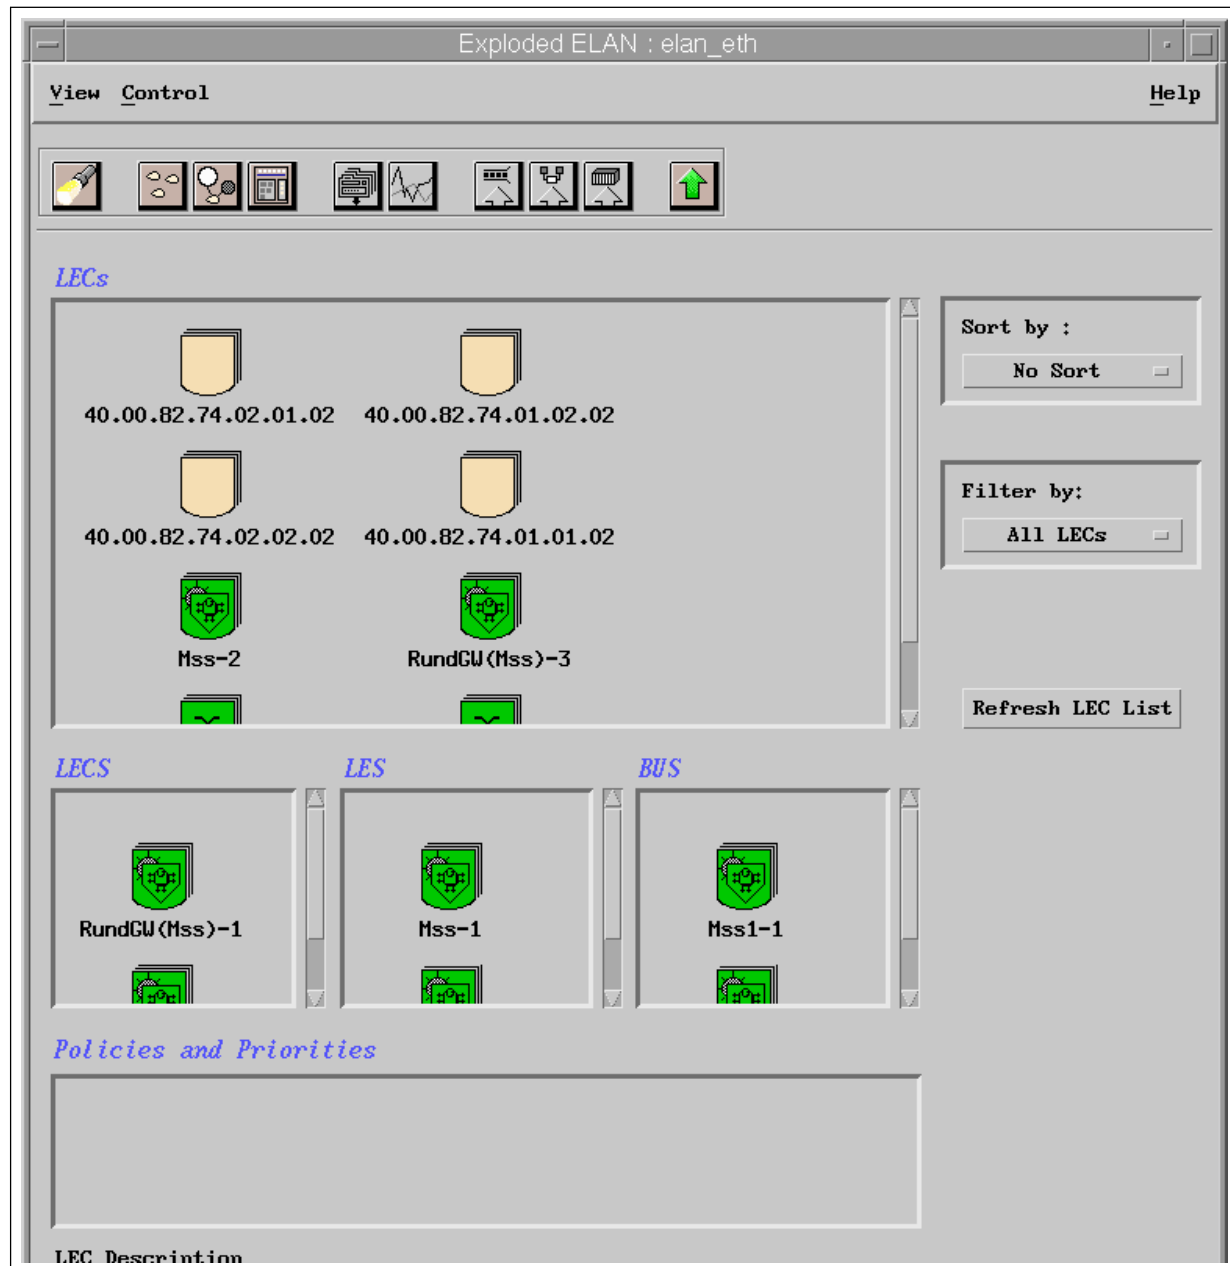 Exploded ELAN : elan_eth
View Control Help
LECs
40.00.82.74.02.01.02 40.00.82.74.01.02.02
40.00.82.74.02.02.02 40.00.82.74.01.01.02
Mss-2 RundGW(Mss)-3
Sort by :
No Sort
Filter by:
All LECs
Refresh LEC List
LECS LES BUS
RundGW(Mss)-1 Mss-1 Mss1-1
Policies and Priorities
LEC Description